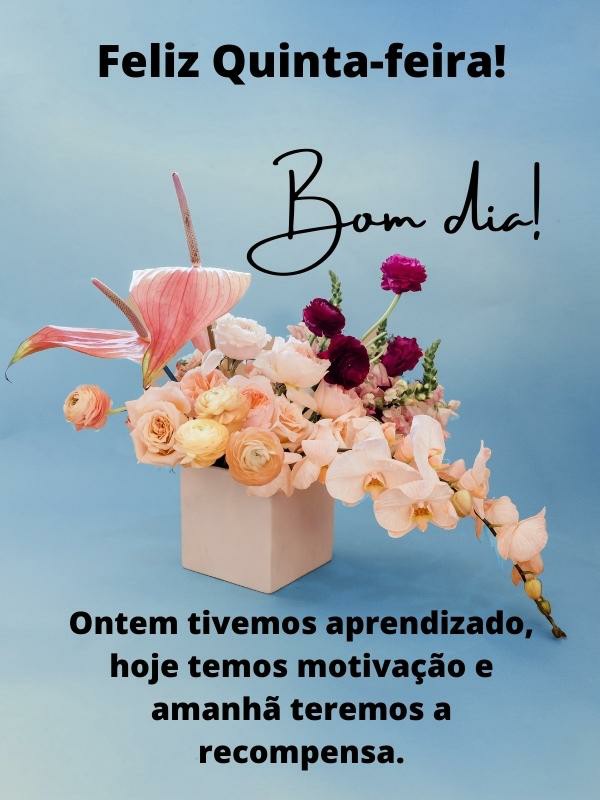 Feliz Quinta-feira!
Bom dia!
Ontem tivemos aprendizado,
hoje temos motivação e
amanhã teremos a
recompensa.